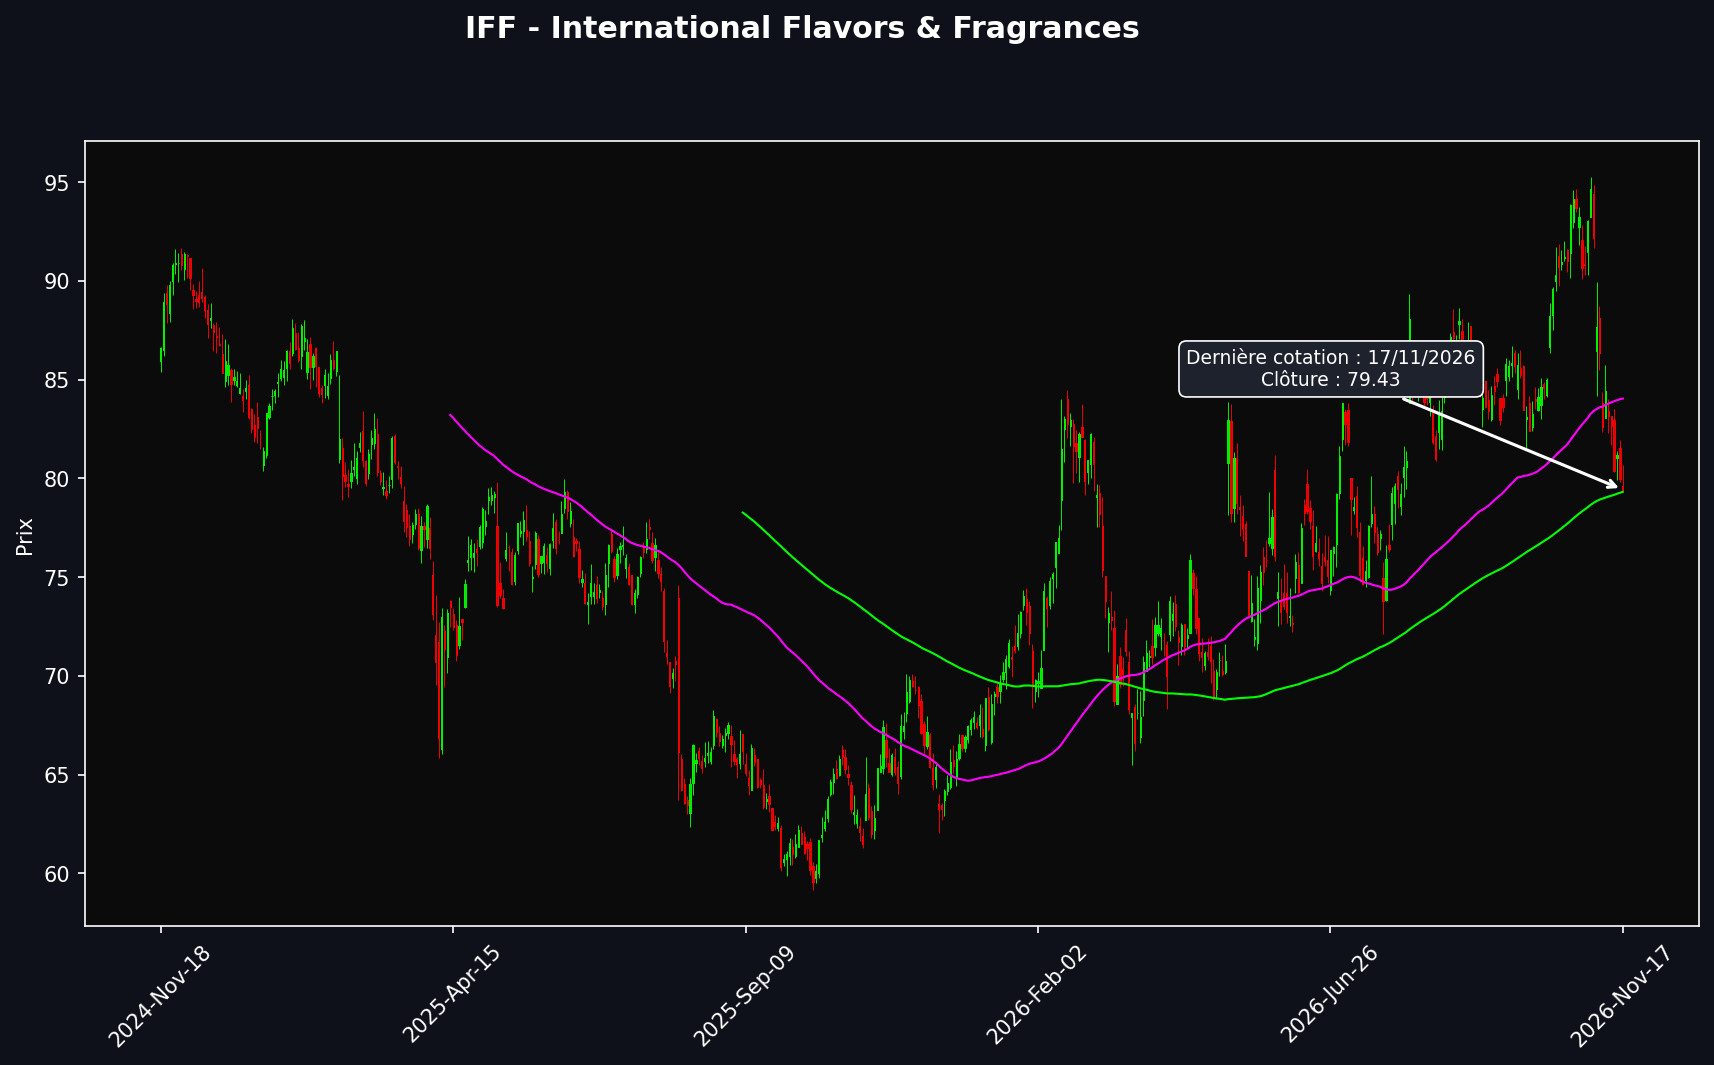 IFF - International Flavors & Fragrances
Prix
95
90
85
80
75
70
65
60
Dernière cotation : 17/11/2026
Clôture : 79.43
2024-Nov-18
2025-Apr-15
2025-Sep-09
2026-Feb-02
2026-Jun-26
2026-Nov-17